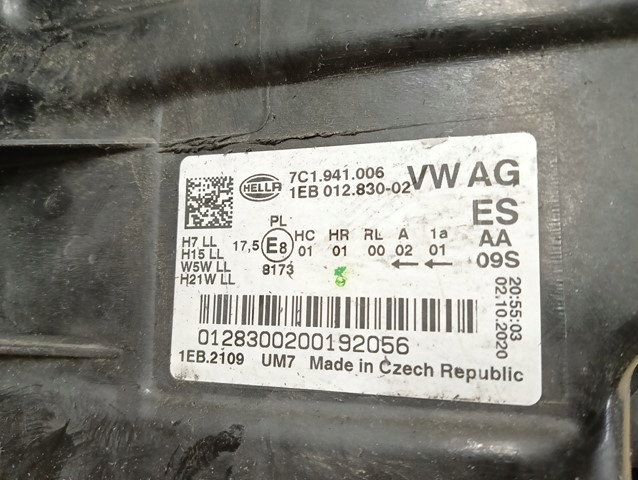 HELLA 7C1.941.006 VW AG
1EB 012.830-02
ES
PL
H7 LL 17,5 E8 HC HR RL A 1a AA
H15 LL 01 01 00 02 01
W5W LL 8173 ← ← 09S
H21W LL
20:55:03
02.10.2020
0128300200192056
1EB.2109 UM7 Made in Czech Republic